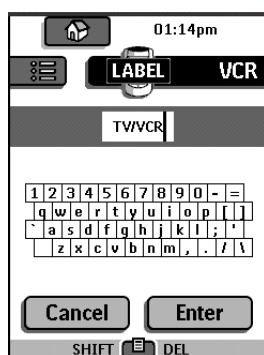 01:14pm
LABEL VCR
TV/VCR
1 2 3 4 5 6 7 8 9 0 - =
q w e r t y u i o p [ ]
` a s d f g h j k l ; '
z x c v b n m , . / \
Cancel Enter
SHIFT DEL